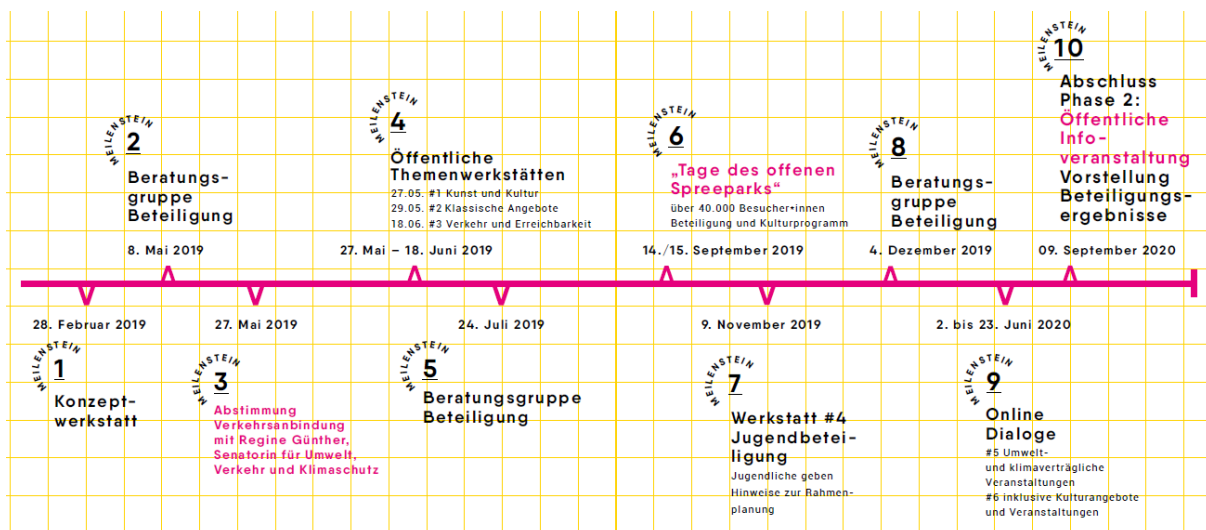 MEILENSTEIN
1
28. Februar 2019
Konzept-
werkstatt
MEILENSTEIN
2
Beratungs-
gruppe
Beteiligung
8. Mai 2019
MEILENSTEIN
3
27. Mai 2019
Abstimmung
Verkehrsanbindung
mit Regine Günther,
Senatorin für Umwelt,
Verkehr und Klimaschutz
MEILENSTEIN
4
Öffentliche
Themenwerkstätten
27.05. #1 Kunst und Kultur
29.05. #2 Klassische Angebote
18.06. #3 Verkehr und Erreichbarkeit
27. Mai – 18. Juni 2019
24. Juli 2019
MEILENSTEIN
5
Beratungsgruppe
Beteiligung
MEILENSTEIN
6
„Tage des offenen
Spreeparks“
über 40.000 Besucher*innen
Beteiligung und Kulturprogramm
14./15. September 2019
9. November 2019
MEILENSTEIN
7
Werkstatt #4
Jugendbetei-
ligung
Jugendliche geben
Hinweise zur Rahmen-
planung
MEILENSTEIN
8
Beratungs-
gruppe
Beteiligung
4. Dezember 2019
2. bis 23. Juni 2020
MEILENSTEIN
9
Online
Dialoge
#5 Umwelt-
und klimaverträgliche
Veranstaltungen
#6 inklusive Kulturangebote
und Veranstaltungen
MEILENSTEIN
10
Abschluss
Phase 2:
Öffentliche
Info-
veranstaltung
Vorstellung
Beteiligungs-
ergebnisse
09. September 2020